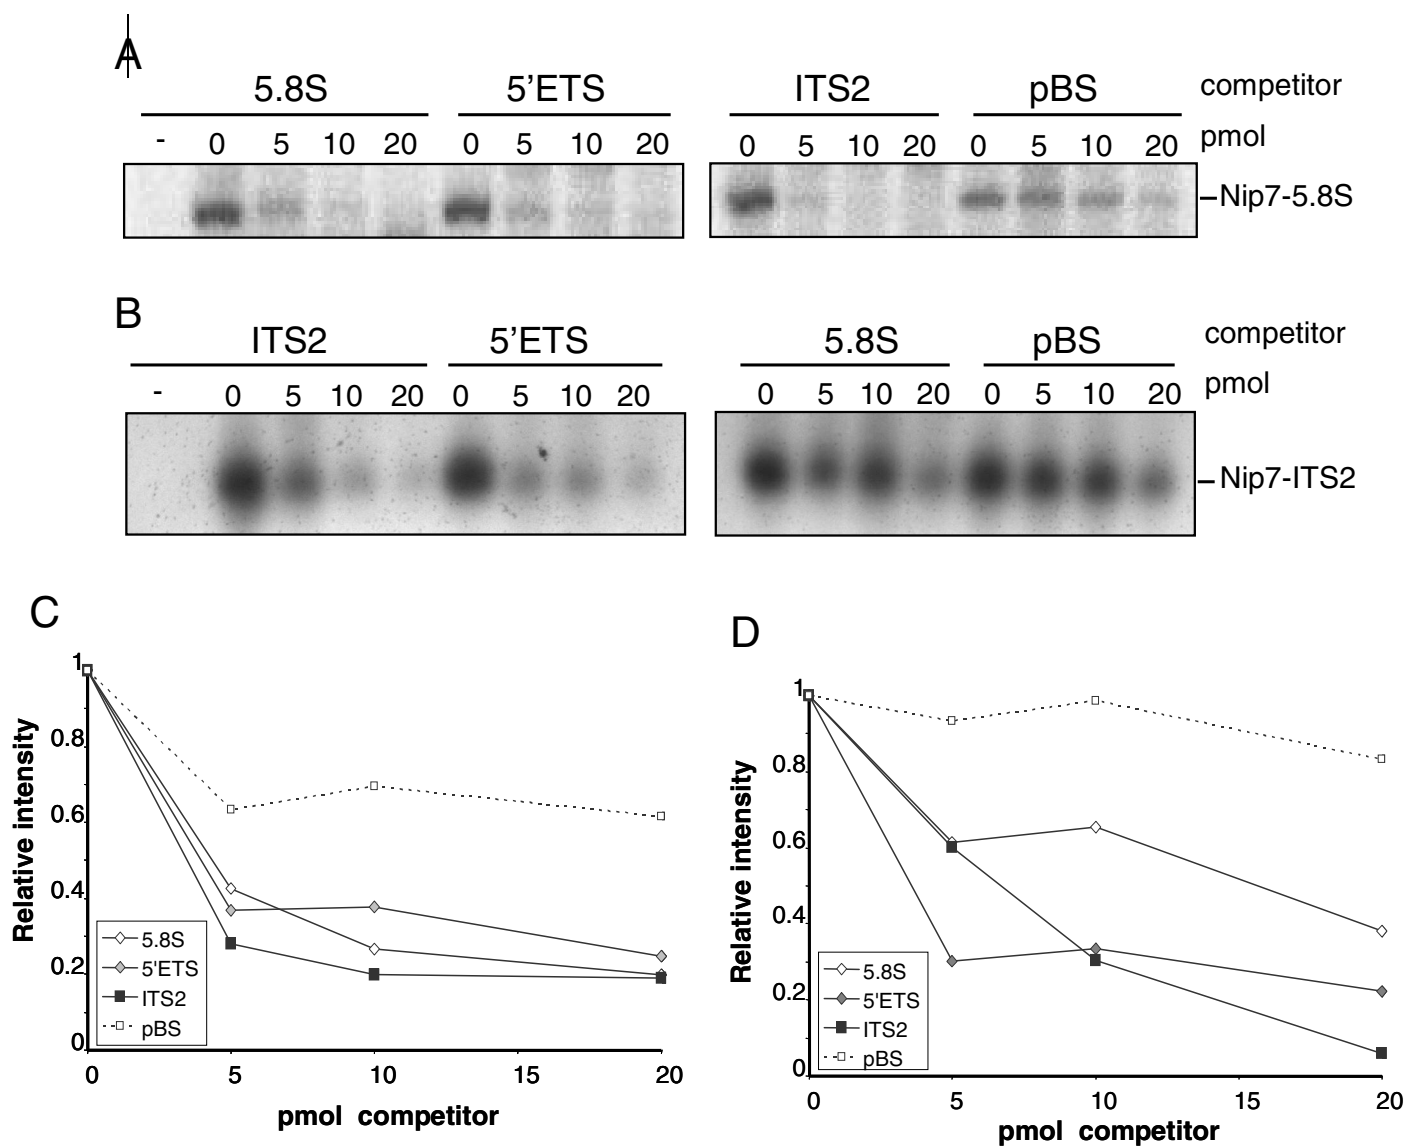 A
5.8S 5'ETS ITS2 pBS competitor
- 0 5 10 20 0 5 10 20 0 5 10 20 0 5 10 20 pmol
Nip7-5.8S
B
ITS2 5'ETS 5.8S pBS competitor
- 0 5 10 20 0 5 10 20 0 5 10 20 0 5 10 20 pmol
Nip7-ITS2
C
1
0.8
0.6
0.4
0.2
0
Relative intensity
5.8S
5'ETS
ITS2
pBS
0 5 10 15 20
pmol competitor
D
1
0.8
0.6
0.4
0.2
0
Relative intensity
5.8S
5'ETS
ITS2
pBS
0 5 10 15 20
pmol competitor